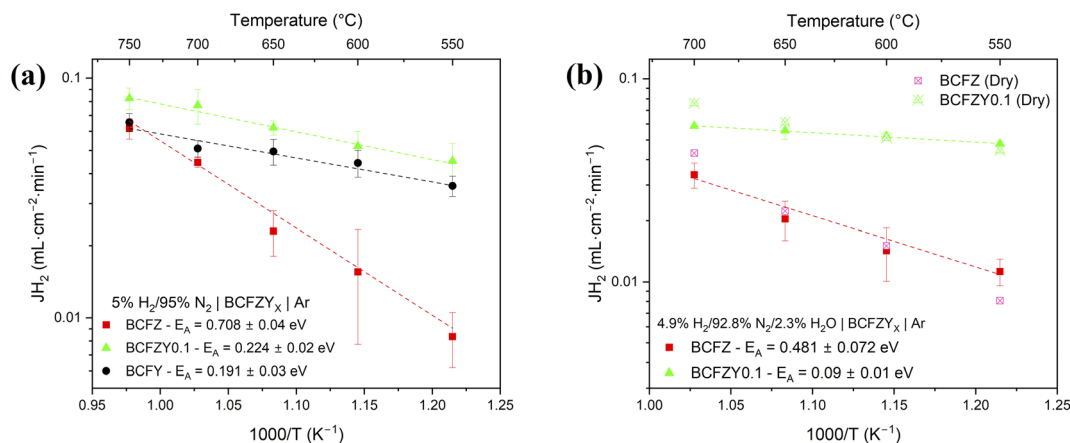 (a)
Temperature (°C)
750 700 650 600 550
JH₂ (mL·cm⁻²·min⁻¹)
0.1
0.01
5% H₂/95% N₂ | BCFZYₓ | Ar
BCFZ - E_A = 0.708 ± 0.04 eV
BCFZY0.1 - E_A = 0.224 ± 0.02 eV
BCFY - E_A = 0.191 ± 0.03 eV
0.95 1.00 1.05 1.10 1.15 1.20 1.25
1000/T (K⁻¹)
(b)
Temperature (°C)
700 650 600 550
JH₂ (mL·cm⁻²·min⁻¹)
0.1
0.01
BCFZ (Dry)
BCFZY0.1 (Dry)
4.9% H₂/92.8% N₂/2.3% H₂O | BCFZYₓ | Ar
BCFZ - E_A = 0.481 ± 0.072 eV
BCFZY0.1 - E_A = 0.09 ± 0.01 eV
1.00 1.05 1.10 1.15 1.20 1.25
1000/T (K⁻¹)